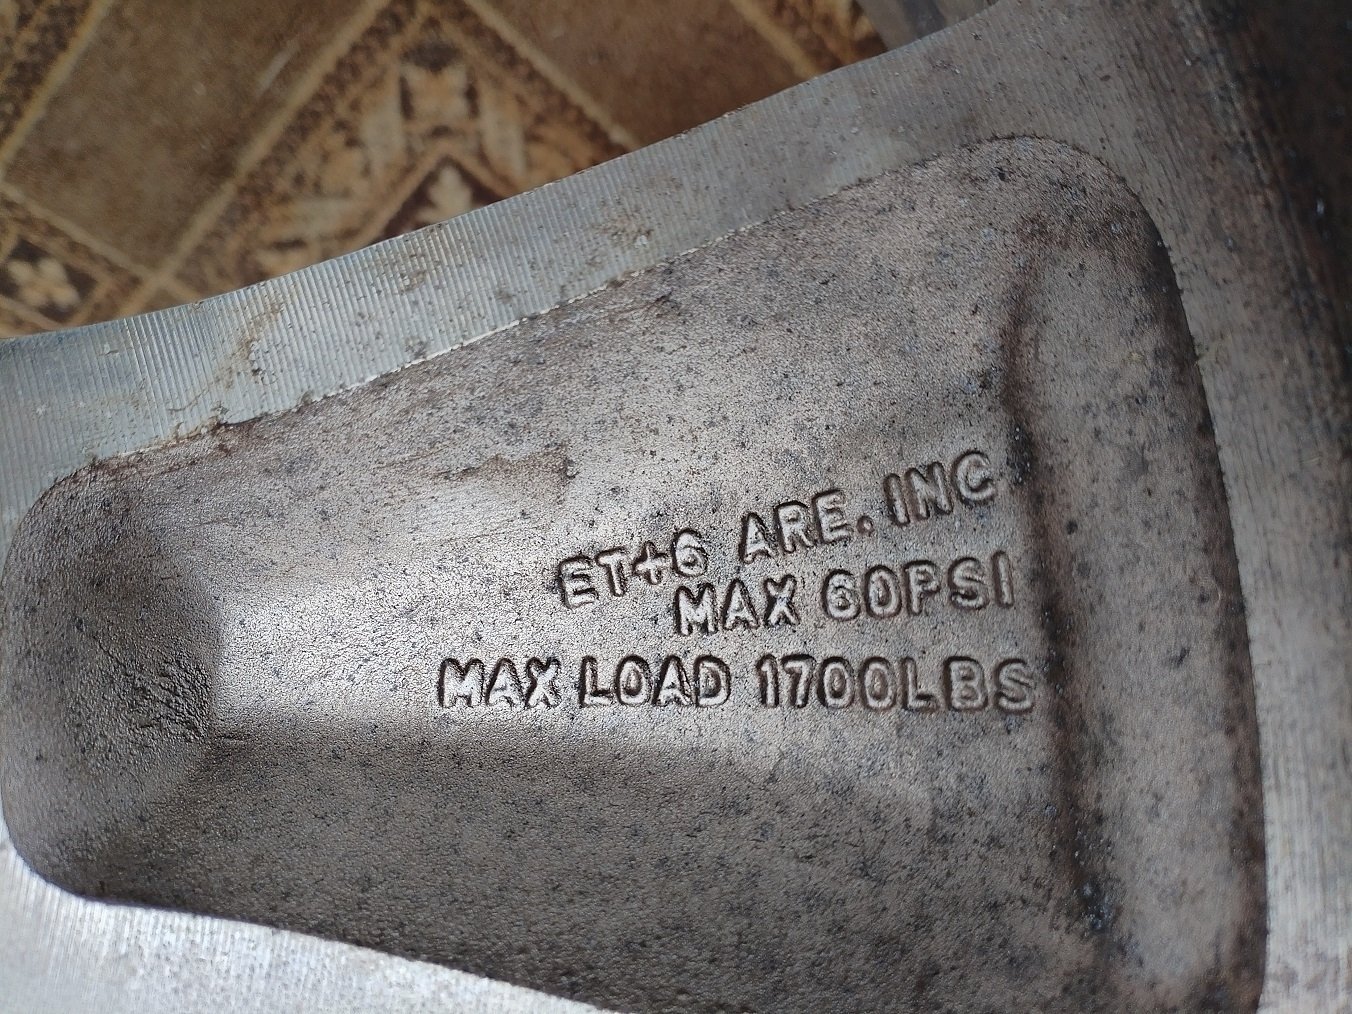 ET+6 ARE. INC
MAX 60PSI
MAX LOAD 1700LBS